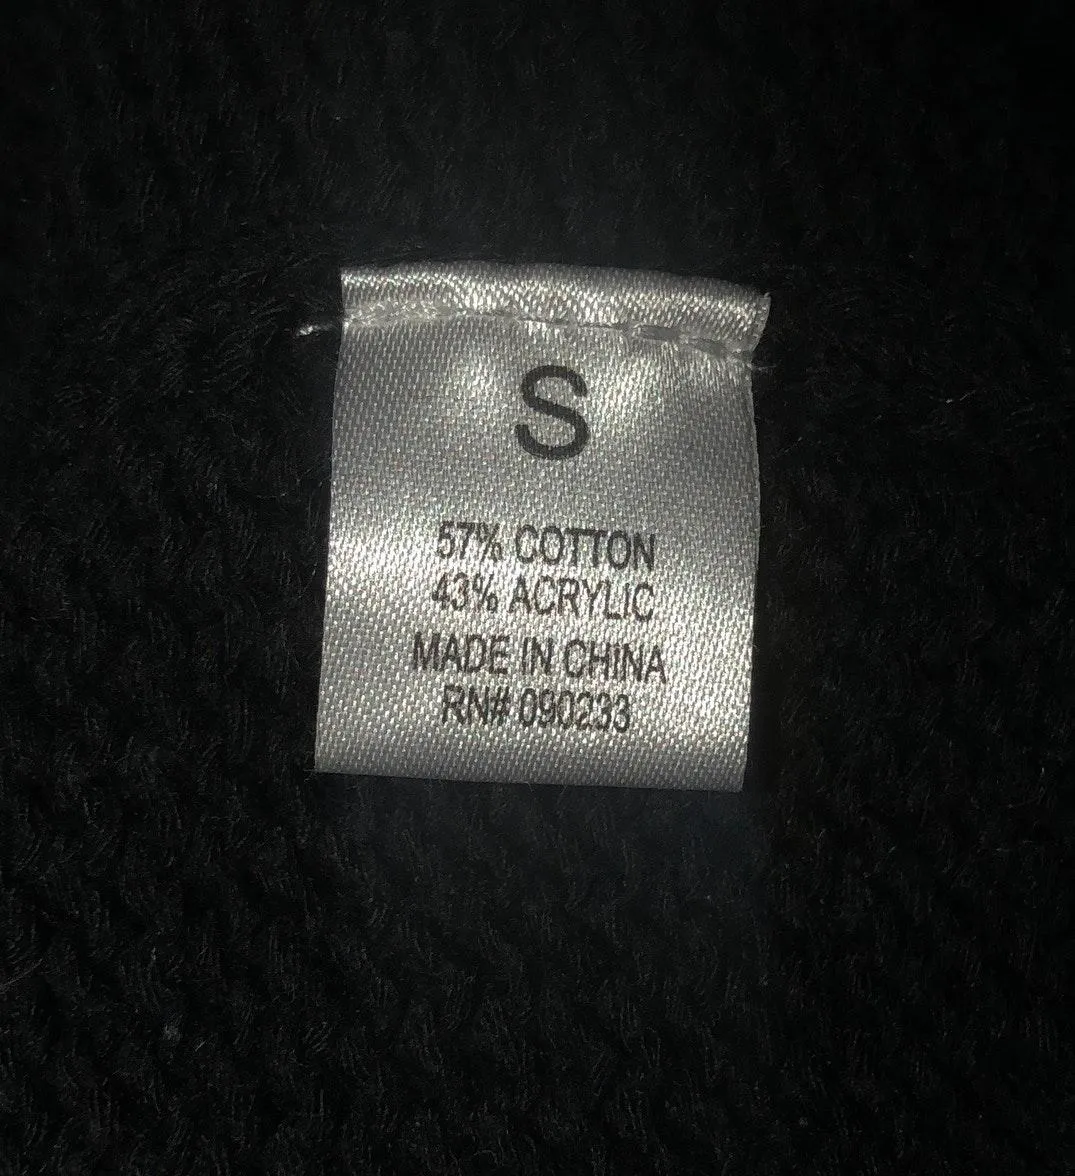 S
57% COTTON
43% ACRYLIC
MADE IN CHINA
RN# 090233